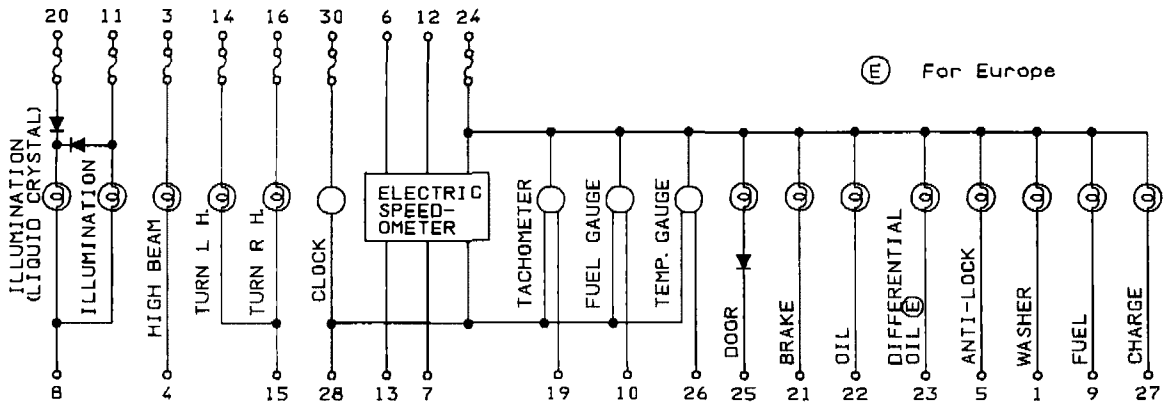 20 11 3 14 16 30 6 12 24
Ⓔ For Europe
ILLUMINATION
(LIQUID CRYSTAL)
ILLUMINATION
HIGH BEAM
TURN L H.
TURN R H.
CLOCK
ELECTRIC
SPEED-
OMETER
TACHOMETER
FUEL GAUGE
TEMP. GAUGE
DOOR
BRAKE
OIL
DIFFERENTIAL
OIL Ⓔ
ANTI-LOCK
WASHER
FUEL
CHARGE
8 4 15 28 13 7 19 10 26 25 21 22 23 5 1 9 27